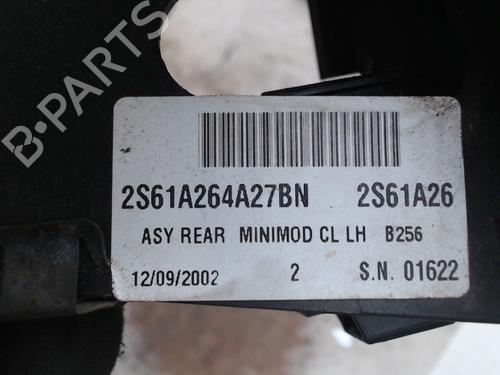 B-PARTS
2S61A264A27BN 2S61A26
ASY REAR MINIMOD CL LH B256
12/09/2002 2 S.N. 01622